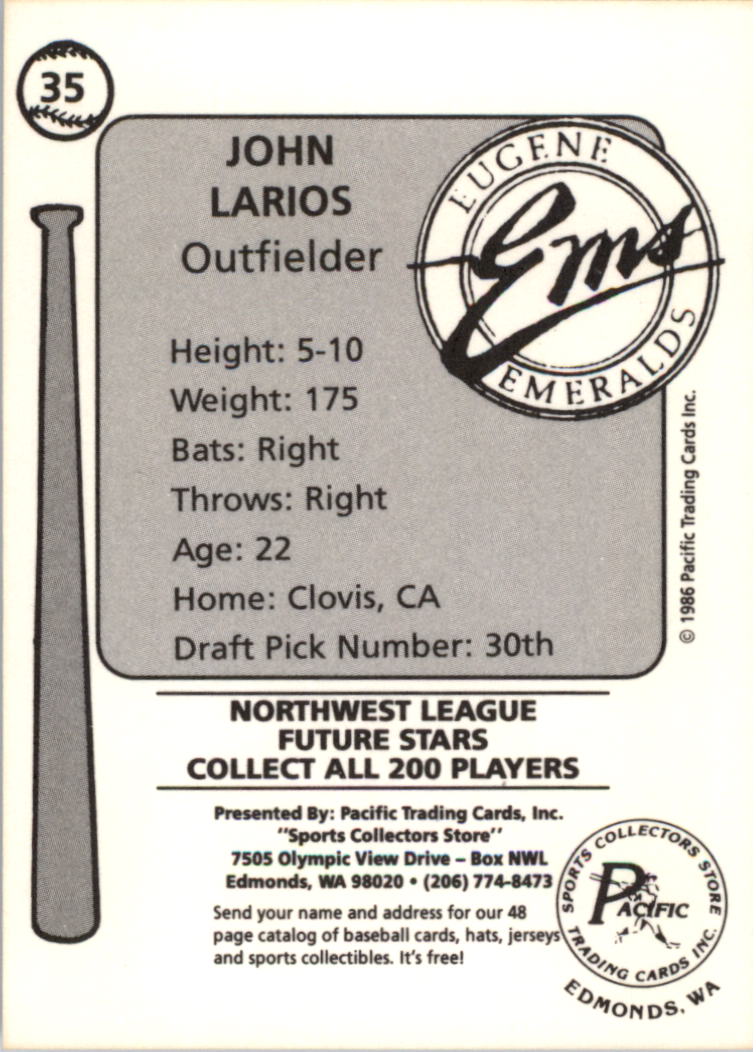 35
JOHN
LARIOS
Outfielder
EUGENE
Ems
EMERALDS
Height: 5-10
Weight: 175
Bats: Right
Throws: Right
Age: 22
Home: Clovis, CA
Draft Pick Number: 30th
© 1986 Pacific Trading Cards Inc.
NORTHWEST LEAGUE
FUTURE STARS
COLLECT ALL 200 PLAYERS
Presented By: Pacific Trading Cards, Inc.
"Sports Collectors Store"
7505 Olympic View Drive – Box NWL
Edmonds, WA 98020 • (206) 774-8473
Send your name and address for our 48
page catalog of baseball cards, hats, jerseys
and sports collectibles. It's free!
SPORTS COLLECTORS STORE
PACIFIC
TRADING CARDS INC.
EDMONDS, WA